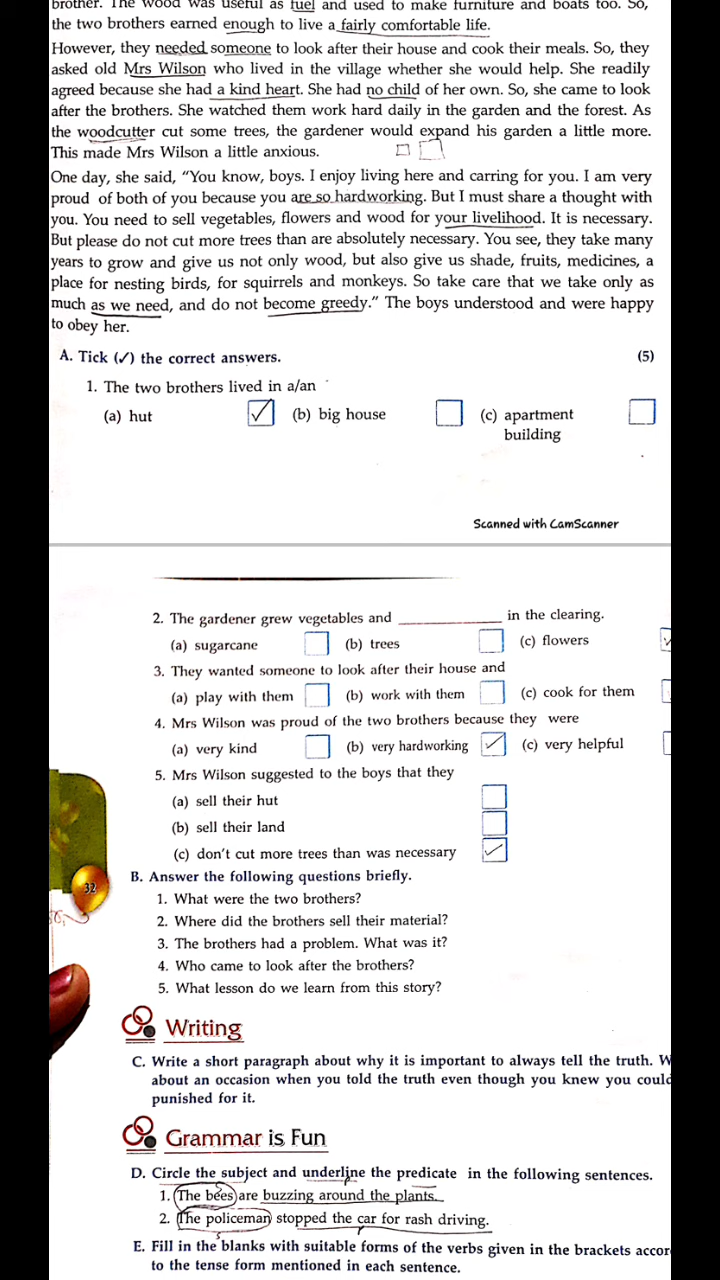 brother. The wood was useful as fuel and used to make furniture and boats too. So,
the two brothers earned enough to live a fairly comfortable life.
However, they needed someone to look after their house and cook their meals. So, they
asked old Mrs Wilson who lived in the village whether she would help. She readily
agreed because she had a kind heart. She had no child of her own. So, she came to look
after the brothers. She watched them work hard daily in the garden and the forest. As
the woodcutter cut some trees, the gardener would expand his garden a little more.
This made Mrs Wilson a little anxious.
One day, she said, “You know, boys. I enjoy living here and carring for you. I am very
proud of both of you because you are so hardworking. But I must share a thought with
you. You need to sell vegetables, flowers and wood for your livelihood. It is necessary.
But please do not cut more trees than are absolutely necessary. You see, they take many
years to grow and give us not only wood, but also give us shade, fruits, medicines, a
place for nesting birds, for squirrels and monkeys. So take care that we take only as
much as we need, and do not become greedy.” The boys understood and were happy
to obey her.
A. Tick (✓) the correct answers. (5)
1. The two brothers lived in a/an
(a) hut ✓ (b) big house (c) apartment
building
Scanned with CamScanner
2. The gardener grew vegetables and ____________ in the clearing.
(a) sugarcane (b) trees (c) flowers
3. They wanted someone to look after their house and
(a) play with them (b) work with them (c) cook for them
4. Mrs Wilson was proud of the two brothers because they were
(a) very kind (b) very hardworking ✓ (c) very helpful
5. Mrs Wilson suggested to the boys that they
(a) sell their hut
(b) sell their land
(c) don't cut more trees than was necessary ✓
B. Answer the following questions briefly.
32
1. What were the two brothers?
2. Where did the brothers sell their material?
3. The brothers had a problem. What was it?
4. Who came to look after the brothers?
5. What lesson do we learn from this story?
Writing
C. Write a short paragraph about why it is important to always tell the truth. W
about an occasion when you told the truth even though you knew you could
punished for it.
Grammar is Fun
D. Circle the subject and underline the predicate in the following sentences.
1. The bees are buzzing around the plants.
2. The policeman stopped the car for rash driving.
E. Fill in the blanks with suitable forms of the verbs given in the brackets accor
to the tense form mentioned in each sentence.